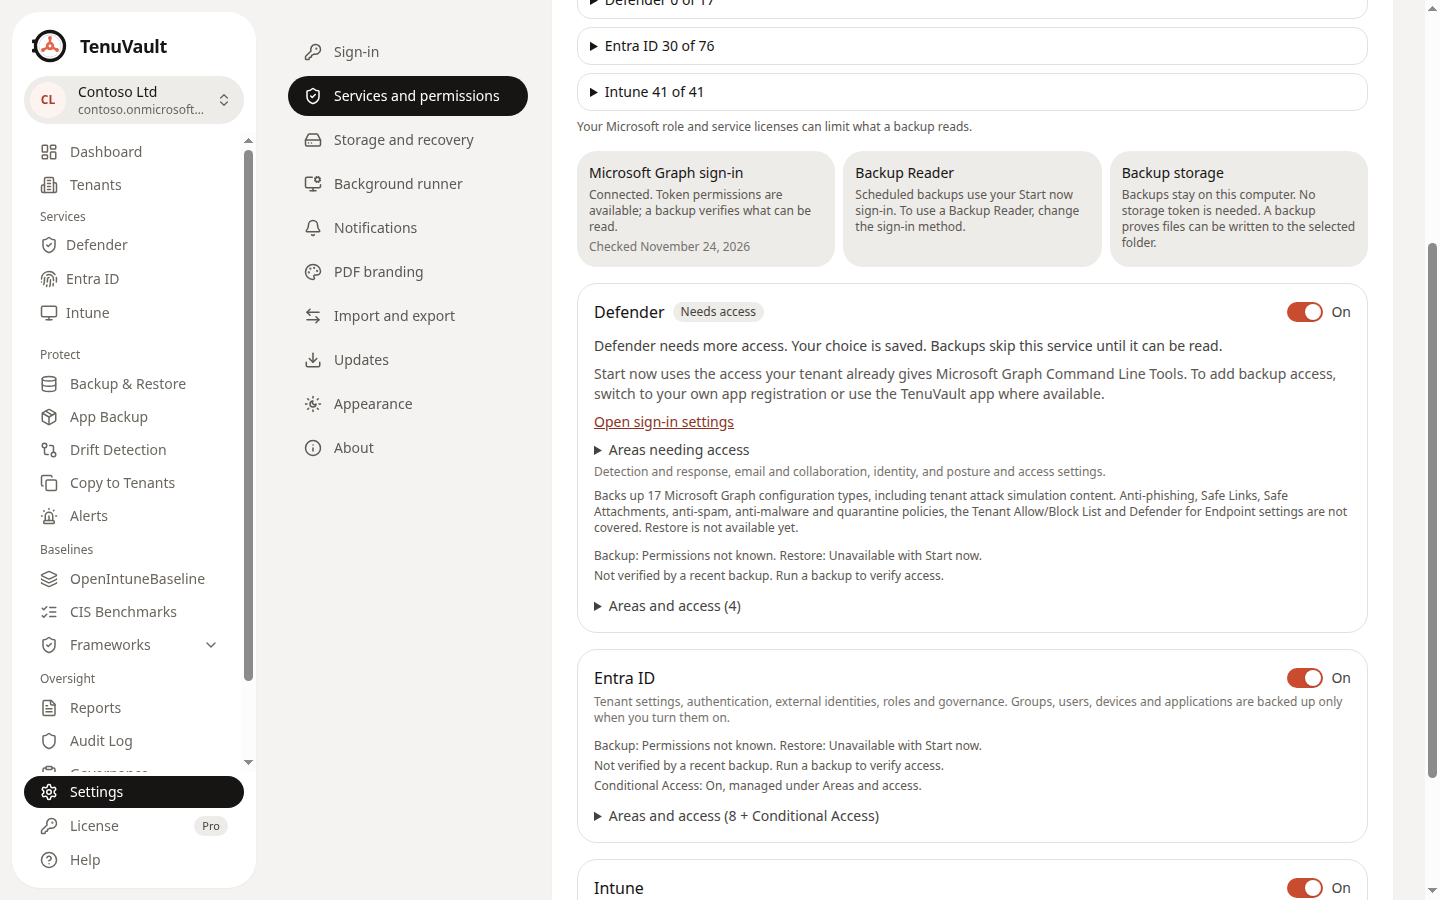 TenuVault
CL
Contoso Ltd
contoso.onmicrosoft...
Dashboard
Tenants
Services
Defender
Entra ID
Intune
Protect
Backup & Restore
App Backup
Drift Detection
Copy to Tenants
Alerts
Baselines
OpenIntuneBaseline
CIS Benchmarks
Frameworks
Oversight
Reports
Audit Log
Settings
License
Pro
Help
Sign-in
Services and permissions
Storage and recovery
Background runner
Notifications
PDF branding
Import and export
Updates
Appearance
About
Entra ID 30 of 76
Intune 41 of 41
Your Microsoft role and service licenses can limit what a backup reads.
Microsoft Graph sign-in
Connected. Token permissions are
available; a backup verifies what can be
read.
Checked November 24, 2026
Backup Reader
Scheduled backups use your Start now
sign-in. To use a Backup Reader, change
the sign-in method.
Backup storage
Backups stay on this computer. No
storage token is needed. A backup
proves files can be written to the selected
folder.
Defender
Needs access
On
Defender needs more access. Your choice is saved. Backups skip this service until it can be read.
Start now uses the access your tenant already gives Microsoft Graph Command Line Tools. To add backup access,
switch to your own app registration or use the TenuVault app where available.
Open sign-in settings
Areas needing access
Detection and response, email and collaboration, identity, and posture and access settings.
Backs up 17 Microsoft Graph configuration types, including tenant attack simulation content. Anti-phishing, Safe Links, Safe
Attachments, anti-spam, anti-malware and quarantine policies, the Tenant Allow/Block List and Defender for Endpoint settings are not
covered. Restore is not available yet.
Backup: Permissions not known. Restore: Unavailable with Start now.
Not verified by a recent backup. Run a backup to verify access.
Areas and access (4)
Entra ID
On
Tenant settings, authentication, external identities, roles and governance. Groups, users, devices and applications are backed up only
when you turn them on.
Backup: Permissions not known. Restore: Unavailable with Start now.
Not verified by a recent backup. Run a backup to verify access.
Conditional Access: On, managed under Areas and access.
Areas and access (8 + Conditional Access)
Intune
On